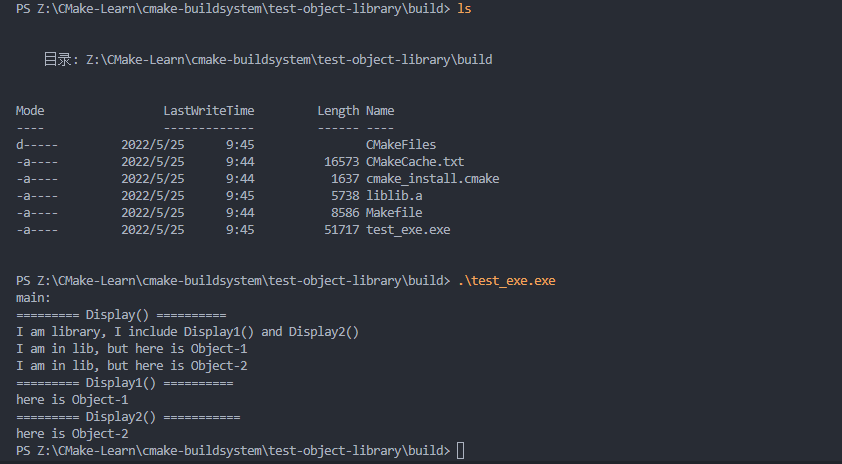 PS Z:\CMake-Learn\cmake-buildsystem\test-object-library\build> ls
目录: Z:\CMake-Learn\cmake-buildsystem\test-object-library\build
Mode                 LastWriteTime         Length Name
----                 -------------         ------ ----
d-----         2022/5/25      9:45                CMakeFiles
-a----         2022/5/25      9:44          16573 CMakeCache.txt
-a----         2022/5/25      9:44           1637 cmake_install.cmake
-a----         2022/5/25      9:45           5738 liblib.a
-a----         2022/5/25      9:44           8586 Makefile
-a----         2022/5/25      9:45          51717 test_exe.exe
PS Z:\CMake-Learn\cmake-buildsystem\test-object-library\build> .\test_exe.exe
main:
========= Display() ==========
I am library, I include Display1() and Display2()
I am in lib, but here is Object-1
I am in lib, but here is Object-2
========= Display1() ==========
here is Object-1
========= Display2() ===========
here is Object-2
PS Z:\CMake-Learn\cmake-buildsystem\test-object-library\build>